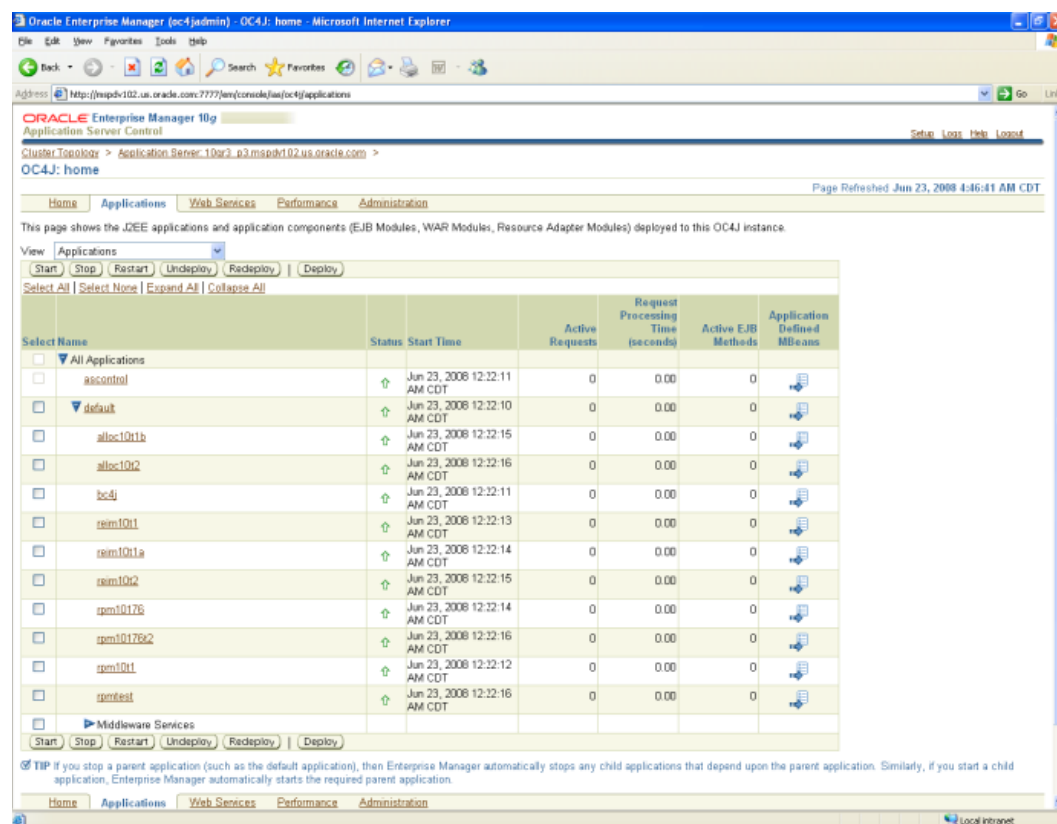 Oracle Enterprise Manager (oc4jadmin) - OC4J: home - Microsoft Internet Explorer
File Edit View Favorites Tools Help
Back Search Favorites
Address http://mspdv102.us.oracle.com:7777/em/console/ias/oc4j/applications Go
ORACLE Enterprise Manager 10g
Application Server Control Setup Logs Help Logout
Cluster Topology > Application Server: 10gr3_p3.mspdv102.us.oracle.com >
OC4J: home
Page Refreshed Jun 23, 2008 4:46:41 AM CDT
Home Applications Web Services Performance Administration
This page shows the J2EE applications and application components (EJB Modules, WAR Modules, Resource Adapter Modules) deployed to this OC4J instance.
View Applications
Start Stop Restart Undeploy Redeploy | Deploy
Select All | Select None | Expand All | Collapse All
Select Name Status Start Time Active Requests Request Processing Time (seconds) Active EJB Methods Application Defined MBeans
All Applications
ascontrol Jun 23, 2008 12:22:11 AM CDT 0 0.00 0
default Jun 23, 2008 12:22:10 AM CDT 0 0.00 0
alloc10t1b Jun 23, 2008 12:22:15 AM CDT 0 0.00 0
alloc10t2 Jun 23, 2008 12:22:16 AM CDT 0 0.00 0
bc4j Jun 23, 2008 12:22:11 AM CDT 0 0.00 0
reim10t1 Jun 23, 2008 12:22:13 AM CDT 0 0.00 0
reim10t1a Jun 23, 2008 12:22:14 AM CDT 0 0.00 0
reim10t2 Jun 23, 2008 12:22:15 AM CDT 0 0.00 0
rpm10176 Jun 23, 2008 12:22:14 AM CDT 0 0.00 0
rpm10176t2 Jun 23, 2008 12:22:16 AM CDT 0 0.00 0
rpm10t1 Jun 23, 2008 12:22:12 AM CDT 0 0.00 0
rpmtest Jun 23, 2008 12:22:16 AM CDT 0 0.00 0
Middleware Services
Start Stop Restart Undeploy Redeploy | Deploy
TIP If you stop a parent application (such as the default application), then Enterprise Manager automatically stops any child applications that depend upon the parent application. Similarly, if you start a child
application, Enterprise Manager automatically starts the required parent application.
Home Applications Web Services Performance Administration
Local intranet